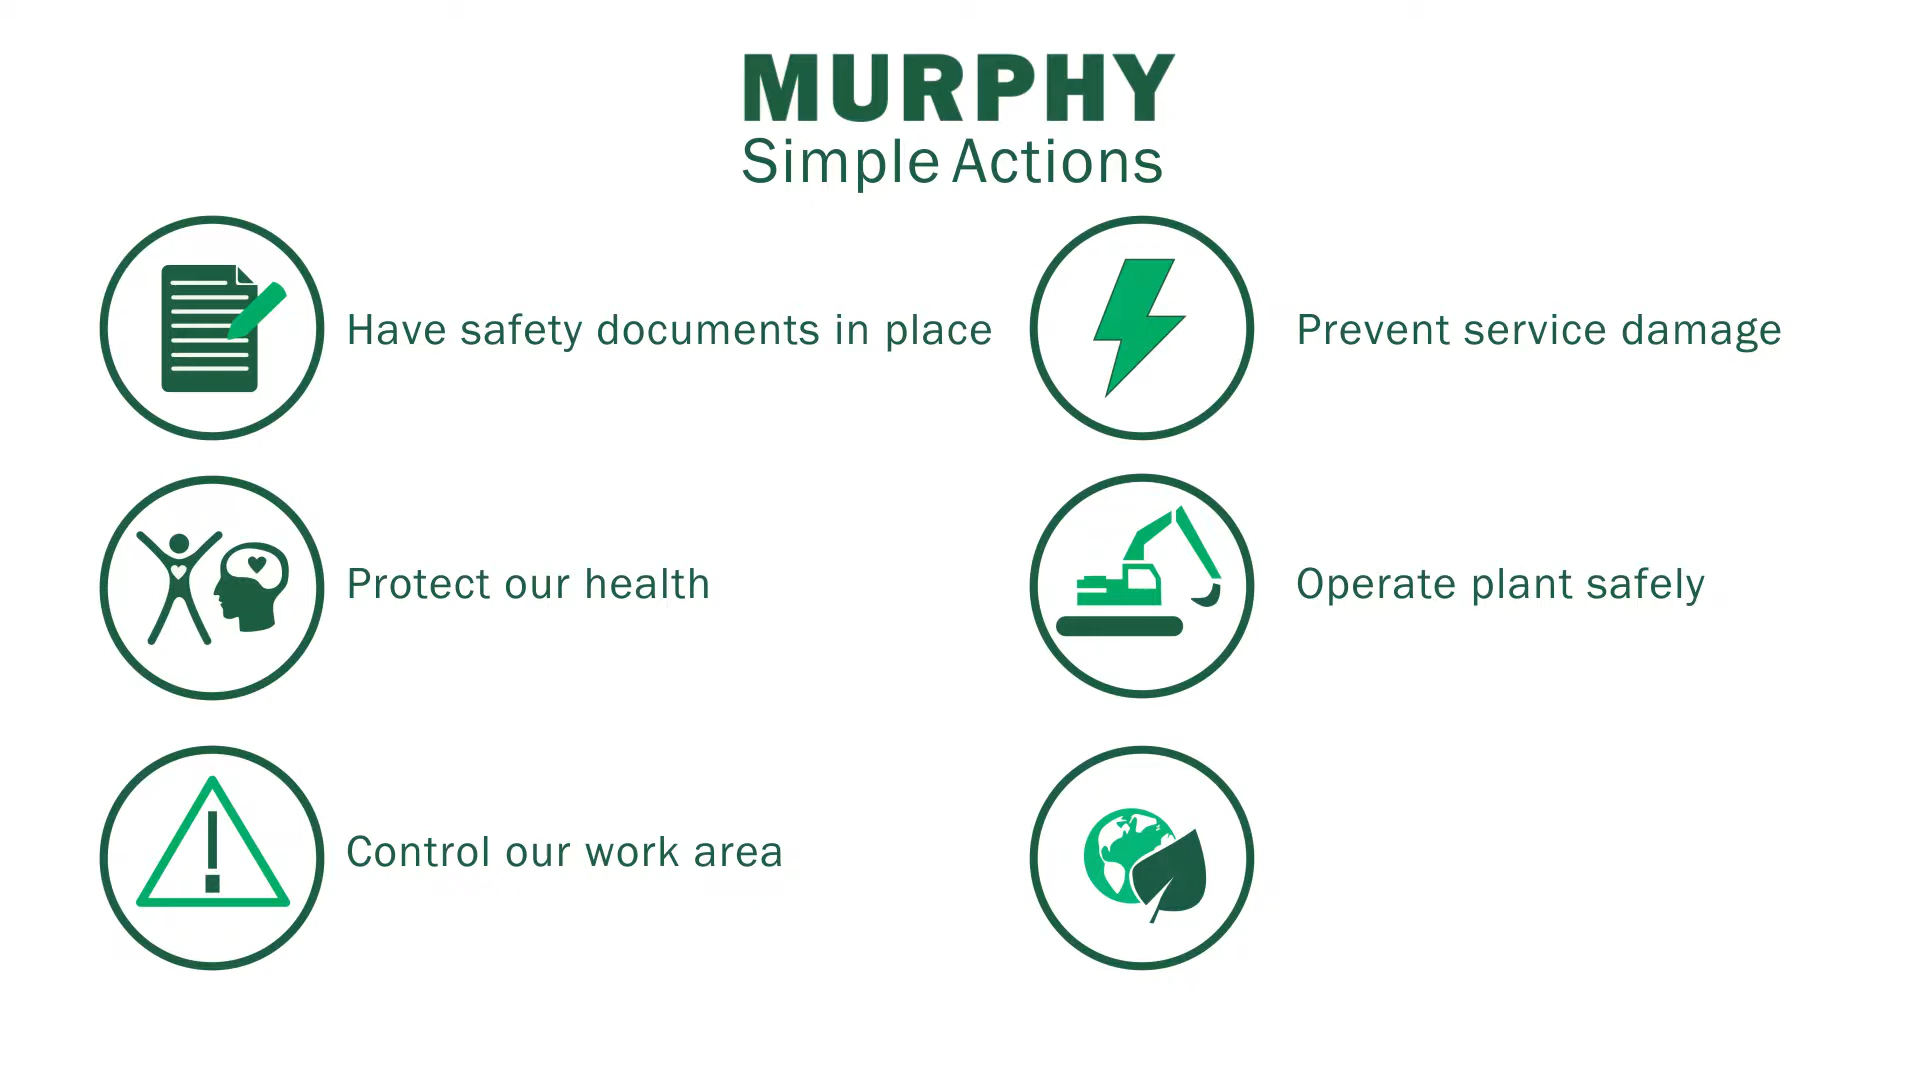 MURPHY
Simple Actions
Have safety documents in place
Prevent service damage
Protect our health
Operate plant safely
Control our work area